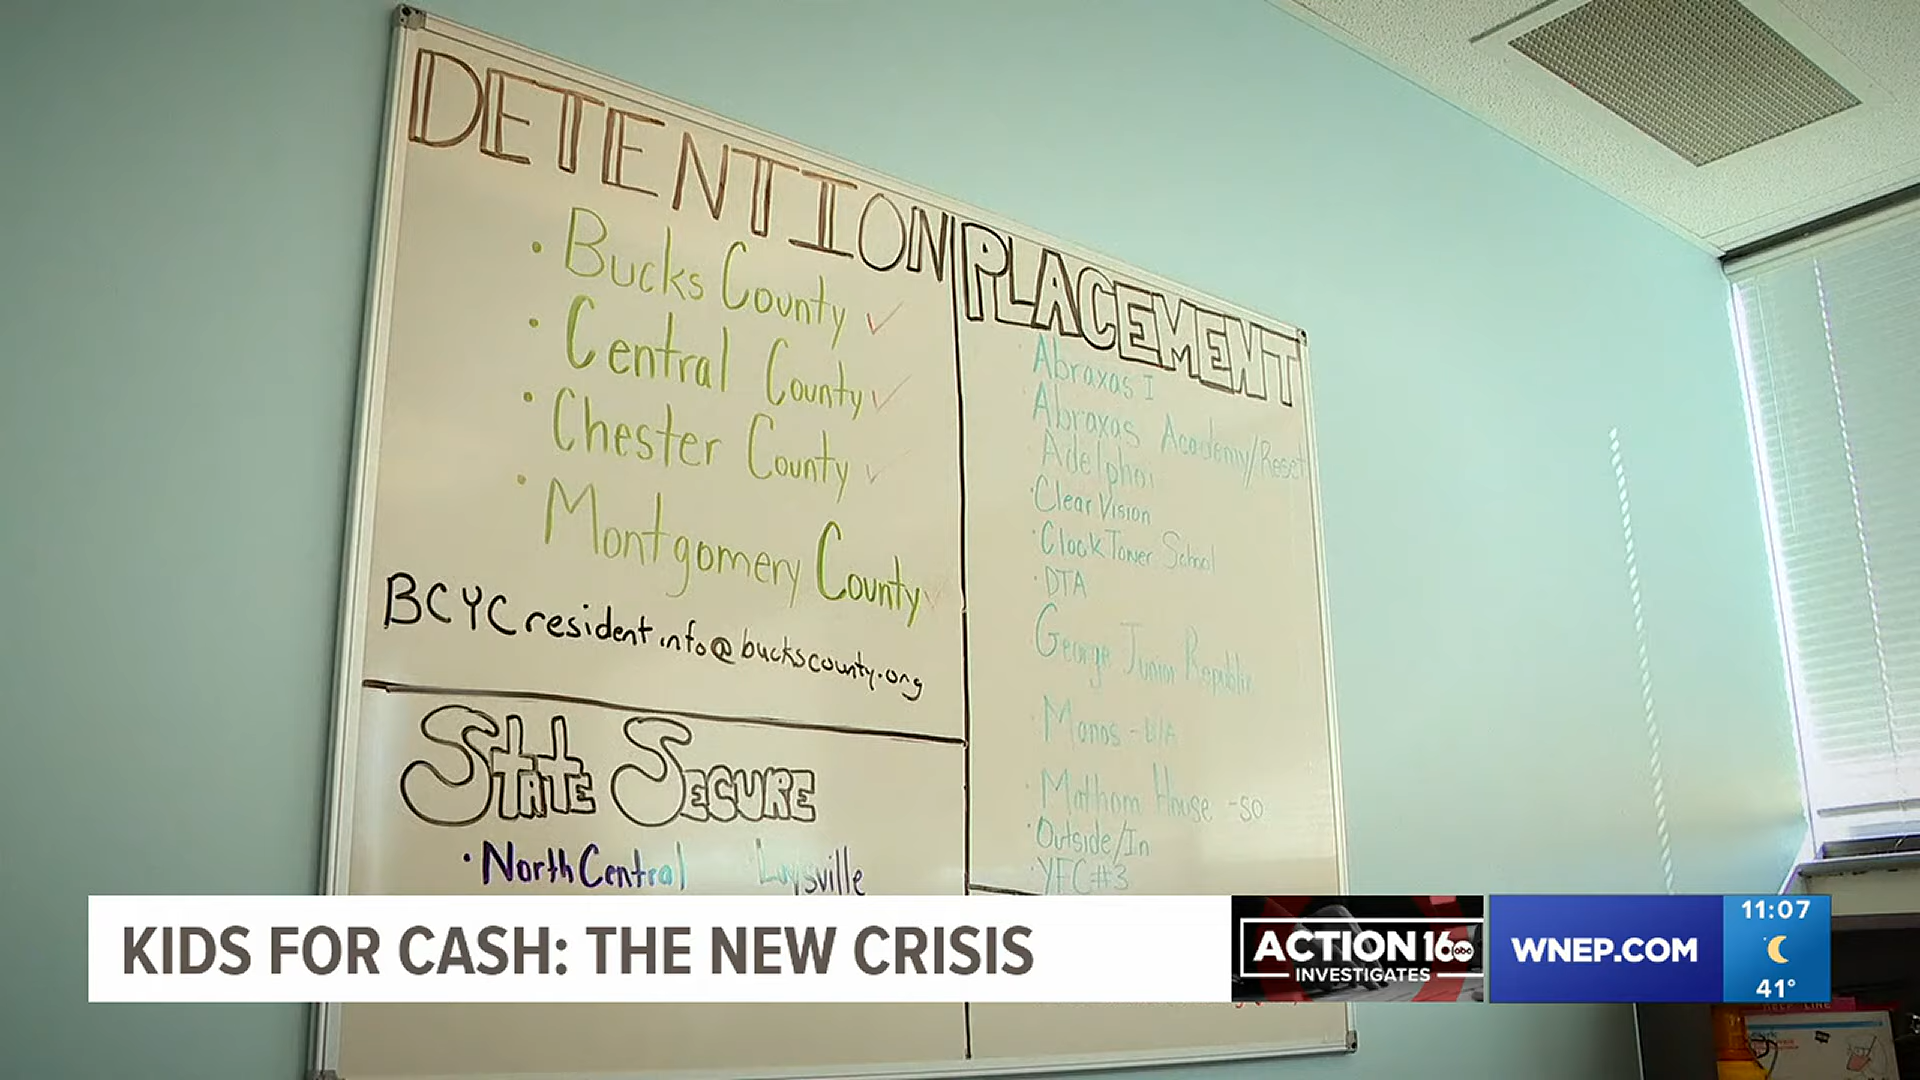 DETENTION
• Bucks County ✓
• Central County ✓
• Chester County ✓
• Montgomery County ✓
BCYCresidentinfo@buckscounty.org
STATE SECURE
• North Central Loysville
PLACEMENT
• Abraxas I
• Abraxas Academy/Reset
• Adelphoi
• Clear Vision
• Clock Tower School
• DTA
• George Junior Republic
• Manos -
• Mathom House - SO
• Outside/In
• YFC#3
KIDS FOR CASH: THE NEW CRISIS
ACTION 16 abc
INVESTIGATES
WNEP.COM
11:07
41°